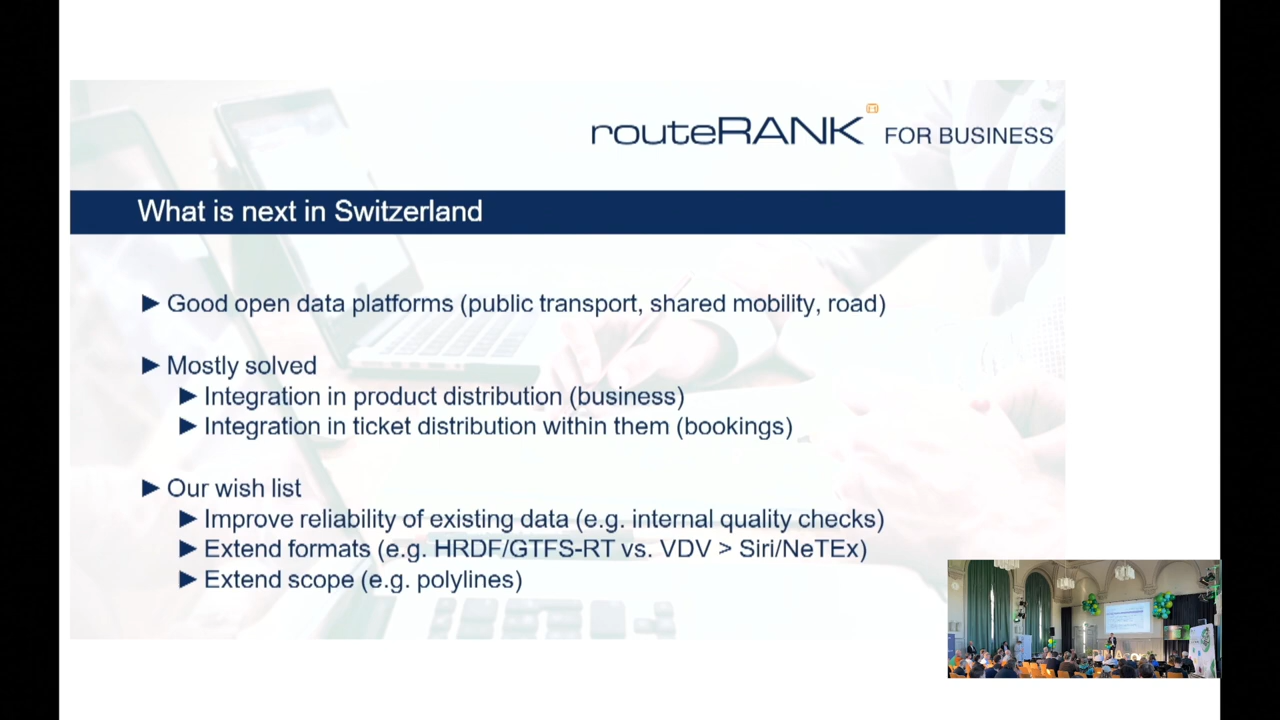 routeRANK FOR BUSINESS
What is next in Switzerland
► Good open data platforms (public transport, shared mobility, road)
► Mostly solved
► Integration in product distribution (business)
► Integration in ticket distribution within them (bookings)
► Our wish list
► Improve reliability of existing data (e.g. internal quality checks)
► Extend formats (e.g. HRDF/GTFS-RT vs. VDV > Siri/NeTEx)
► Extend scope (e.g. polylines)